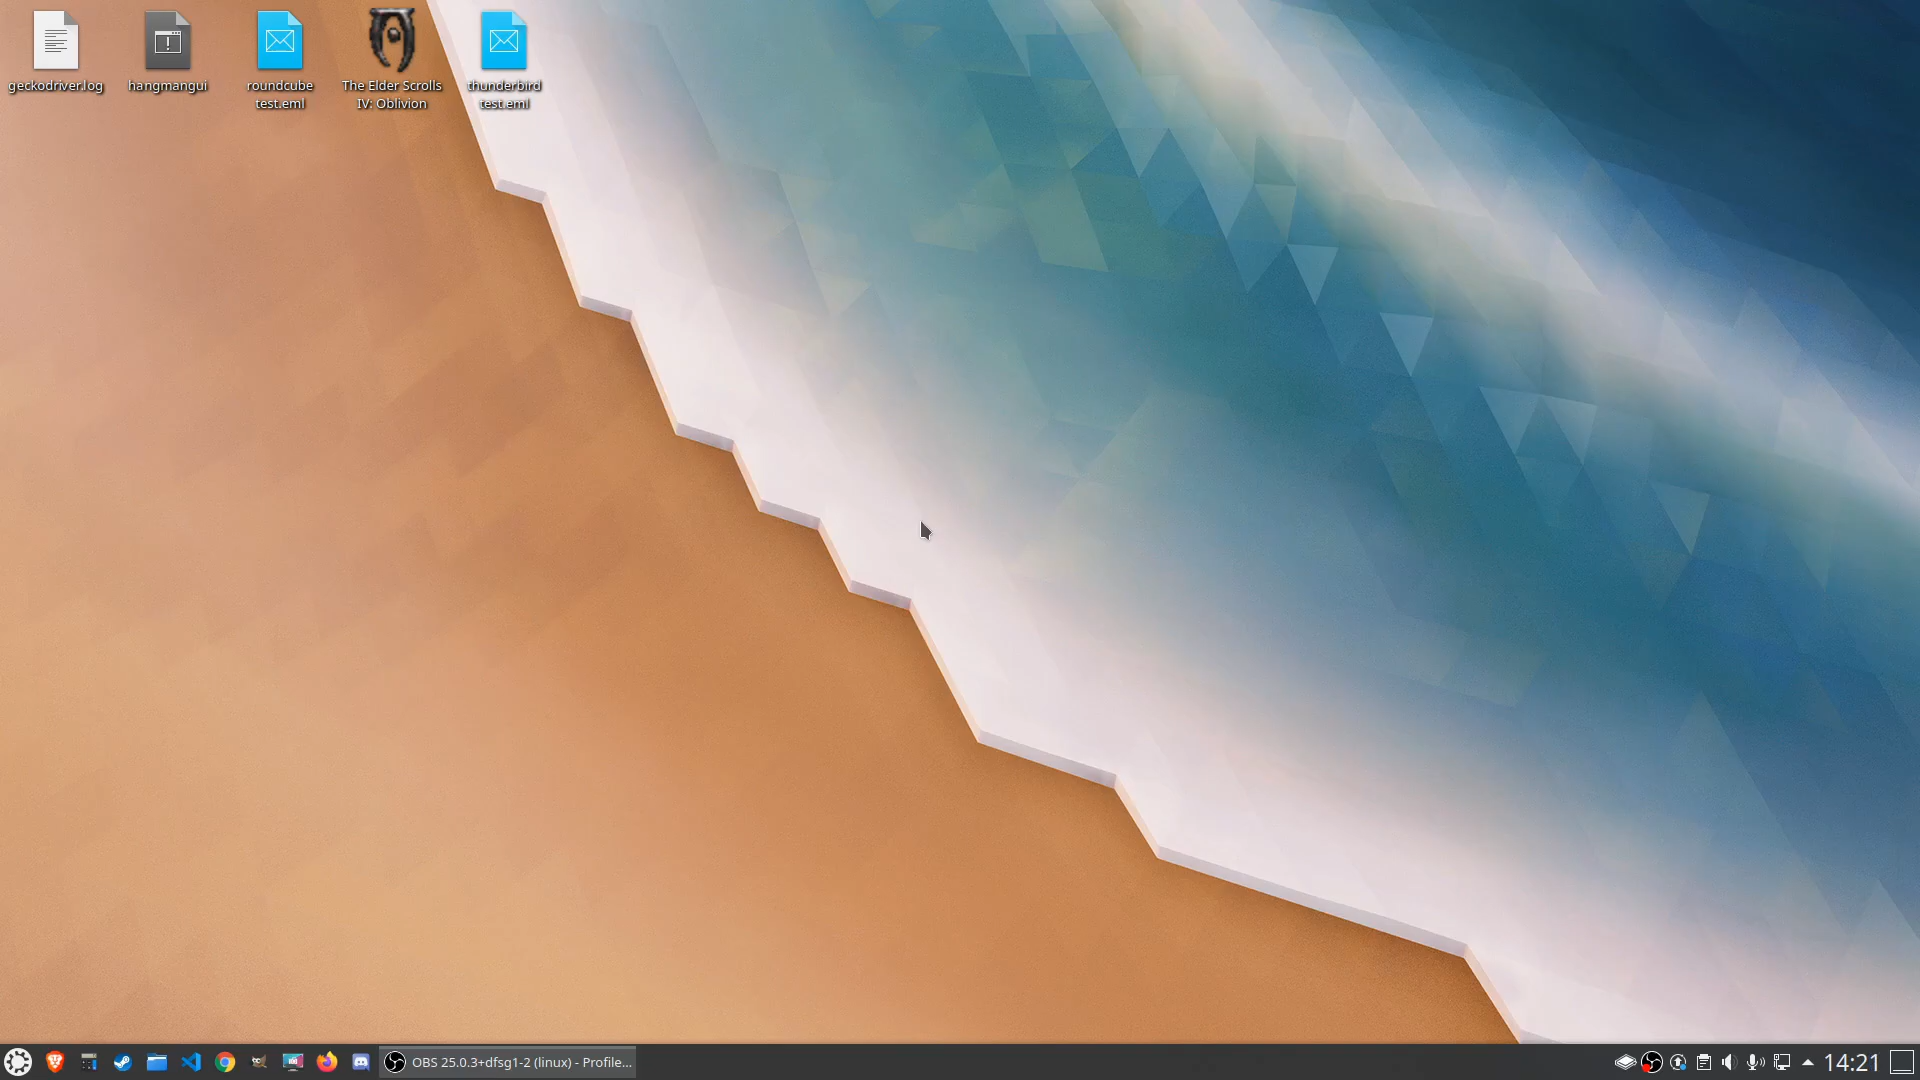 geckodriver.log
hangmangui
roundcube
test.eml
The Elder Scrolls
IV: Oblivion
thunderbird
test.eml
OBS 25.0.3+dfsg1-2 (linux) - Profile...
14:21